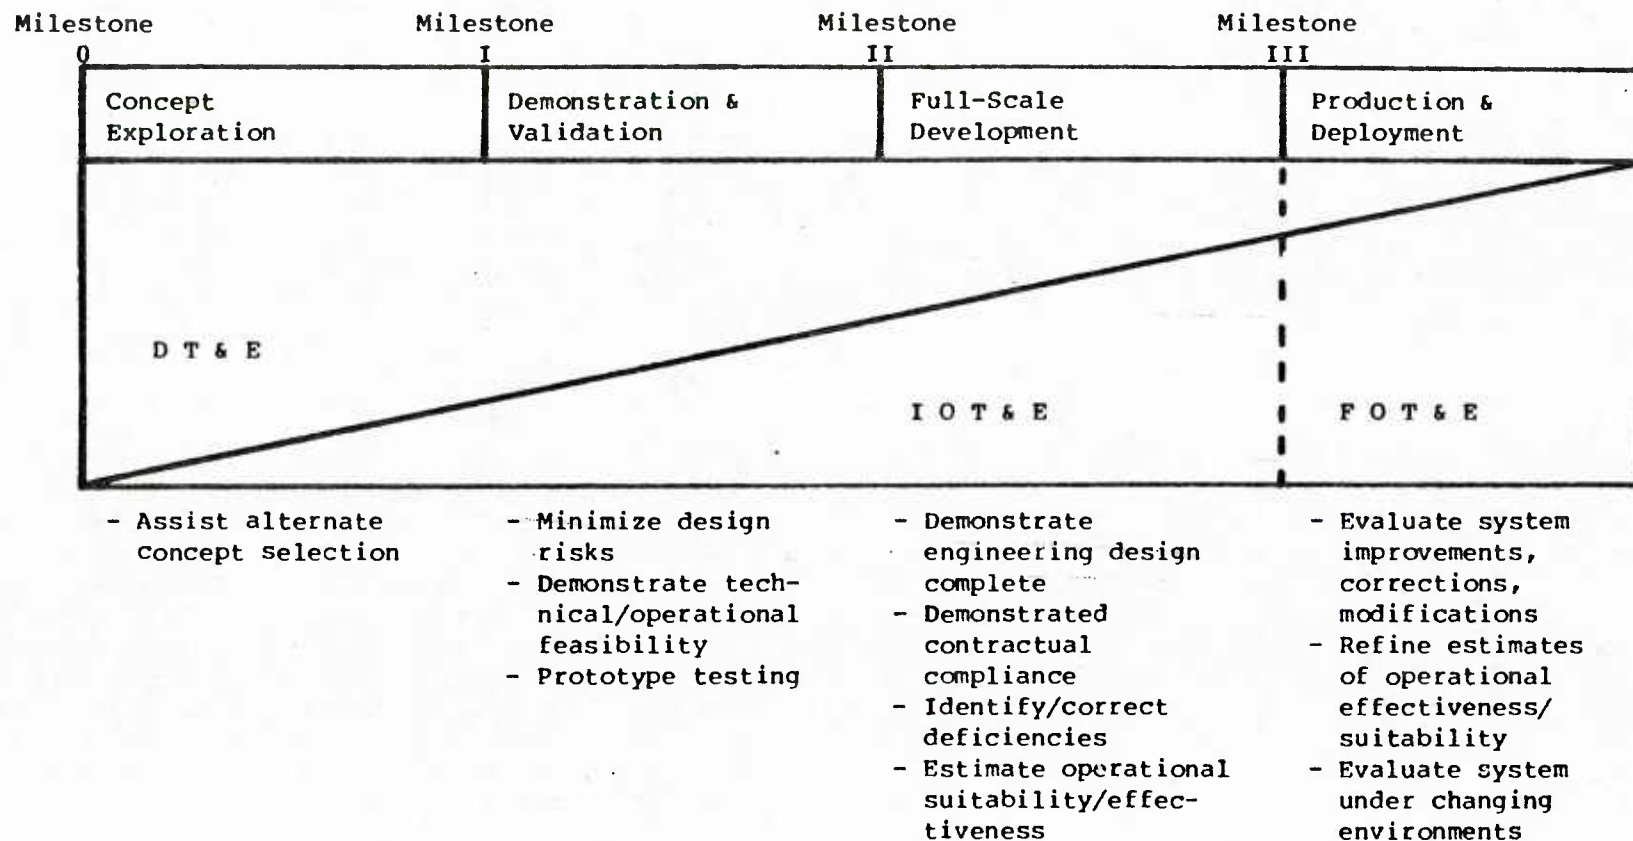 Milestone Milestone Milestone Milestone
0 I II III
Concept
Exploration
Demonstration &
Validation
Full-Scale
Development
Production &
Deployment
D T & E
I O T & E
F O T & E
- Assist alternate
concept selection
- Minimize design
risks
- Demonstrate tech-
nical/operational
feasibility
- Prototype testing
- Demonstrate
engineering design
complete
- Demonstrated
contractual
compliance
- Identify/correct
deficiencies
- Estimate operational
suitability/effec-
tiveness
- Evaluate system
improvements,
corrections,
modifications
- Refine estimates
of operational
effectiveness/
suitability
- Evaluate system
under changing
environments